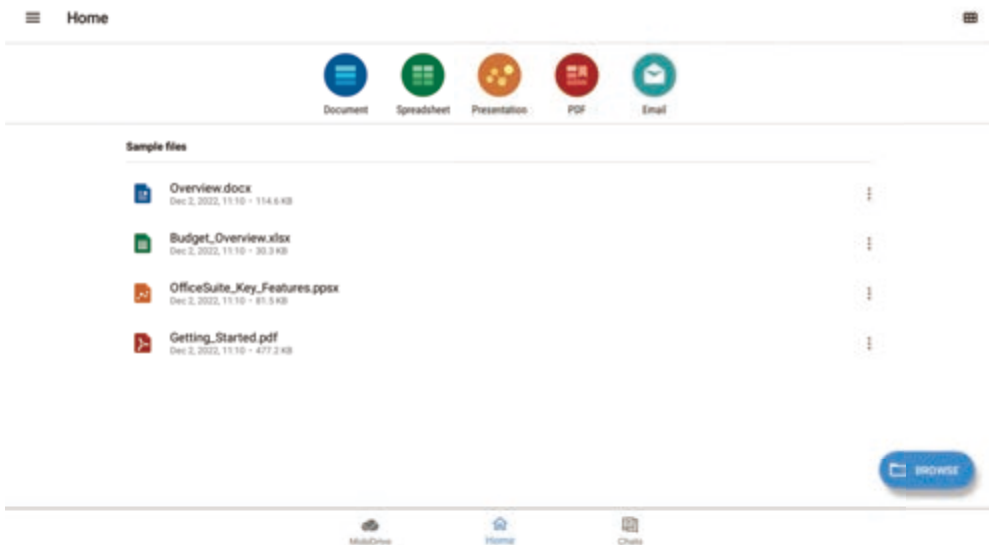 Home
Document
Spreadsheet
Presentation
PDF
Email
Sample files
Overview.docx
Dec 2, 2022, 11:10 - 114.6 KB
Budget_Overview.xlsx
Dec 2, 2022, 11:10 - 30.3 KB
OfficeSuite_Key_Features.ppsx
Dec 2, 2022, 11:10 - 81.5 KB
Getting_Started.pdf
Dec 2, 2022, 11:10 - 477.2 KB
BROWSE
MobiDrive
Home
Chats